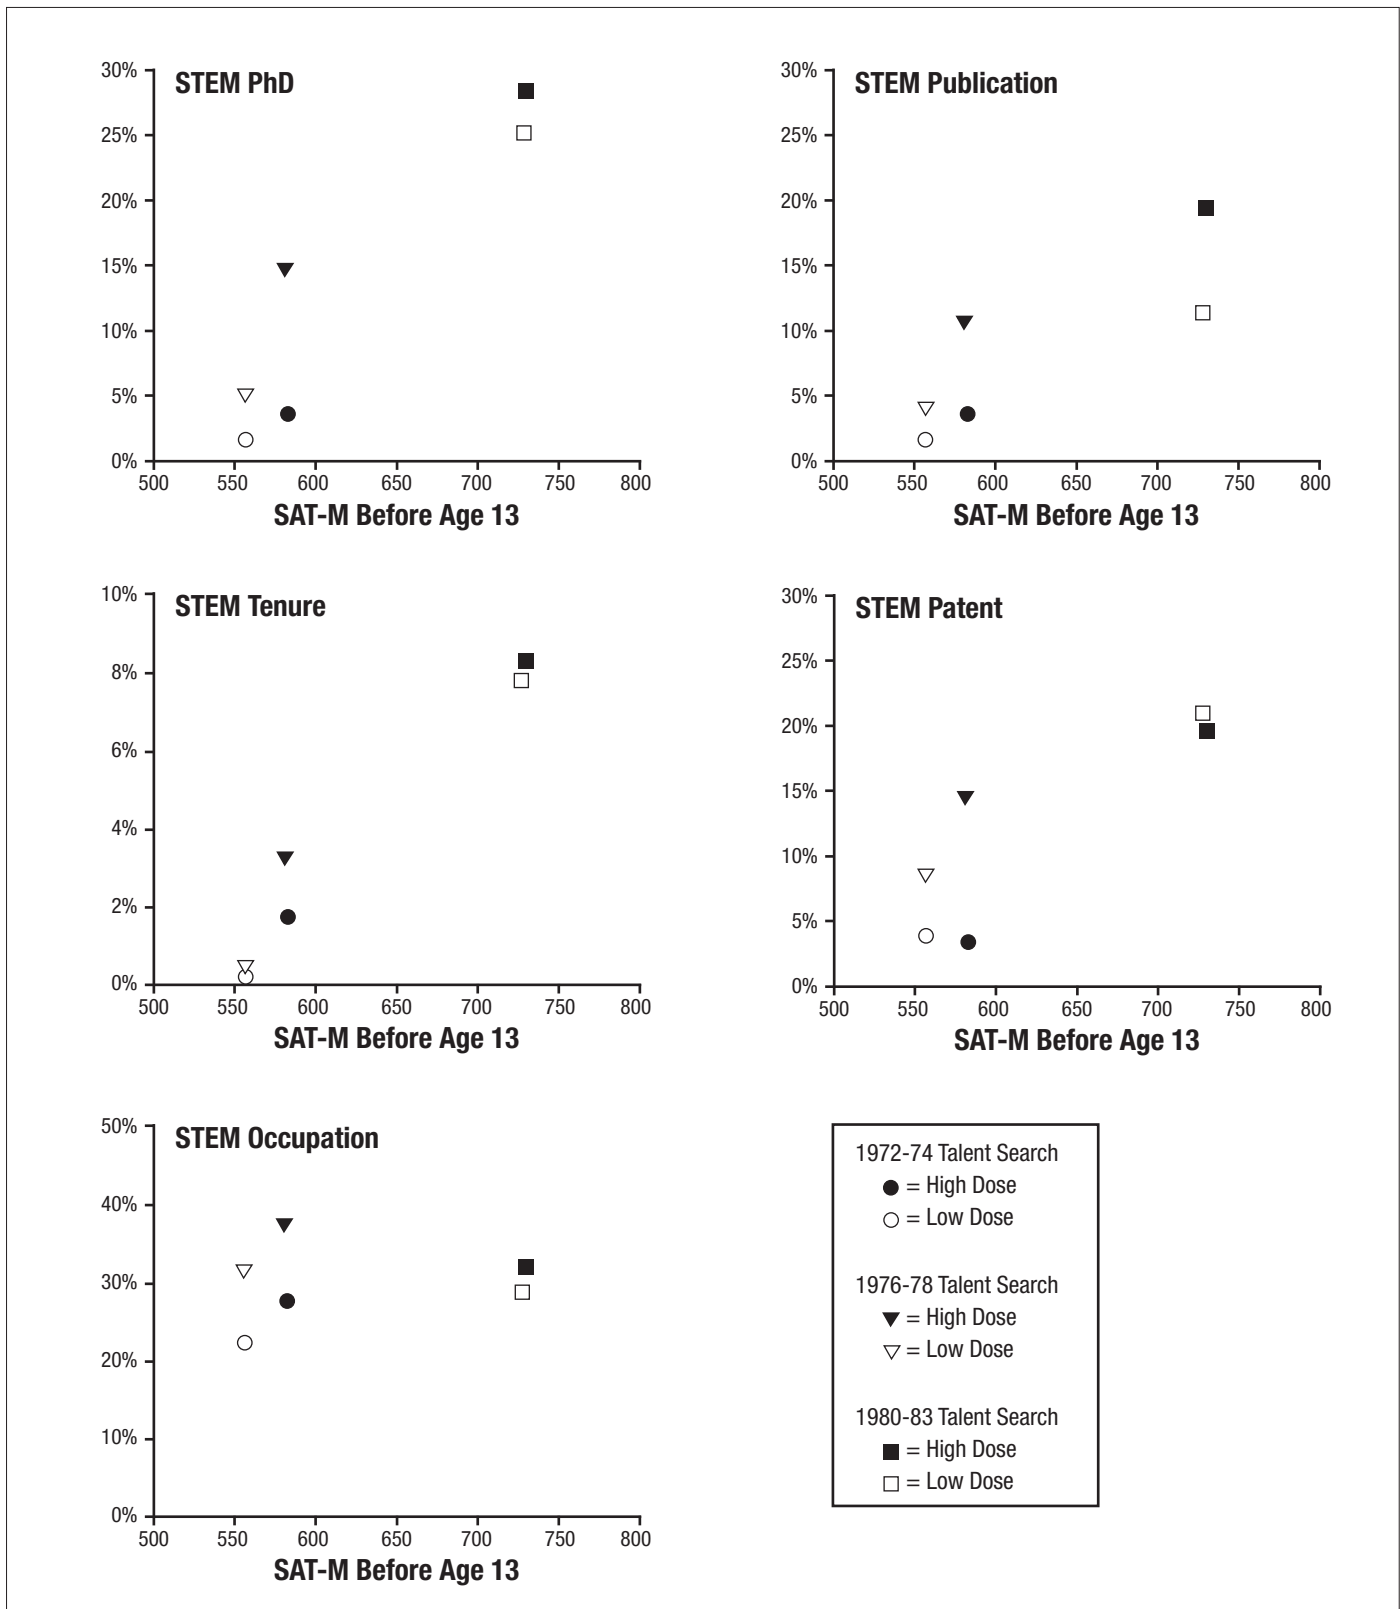 STEM PhD
30%
25%
20%
15%
10%
5%
0%
500 550 600 650 700 750 800
SAT-M Before Age 13
STEM Publication
30%
25%
20%
15%
10%
5%
0%
500 550 600 650 700 750 800
SAT-M Before Age 13
STEM Tenure
10%
8%
6%
4%
2%
0%
500 550 600 650 700 750 800
SAT-M Before Age 13
STEM Patent
30%
25%
20%
15%
10%
5%
0%
500 550 600 650 700 750 800
SAT-M Before Age 13
STEM Occupation
50%
40%
30%
20%
10%
0%
500 550 600 650 700 750 800
SAT-M Before Age 13
1972-74 Talent Search
= High Dose
= Low Dose
1976-78 Talent Search
= High Dose
= Low Dose
1980-83 Talent Search
= High Dose
= Low Dose